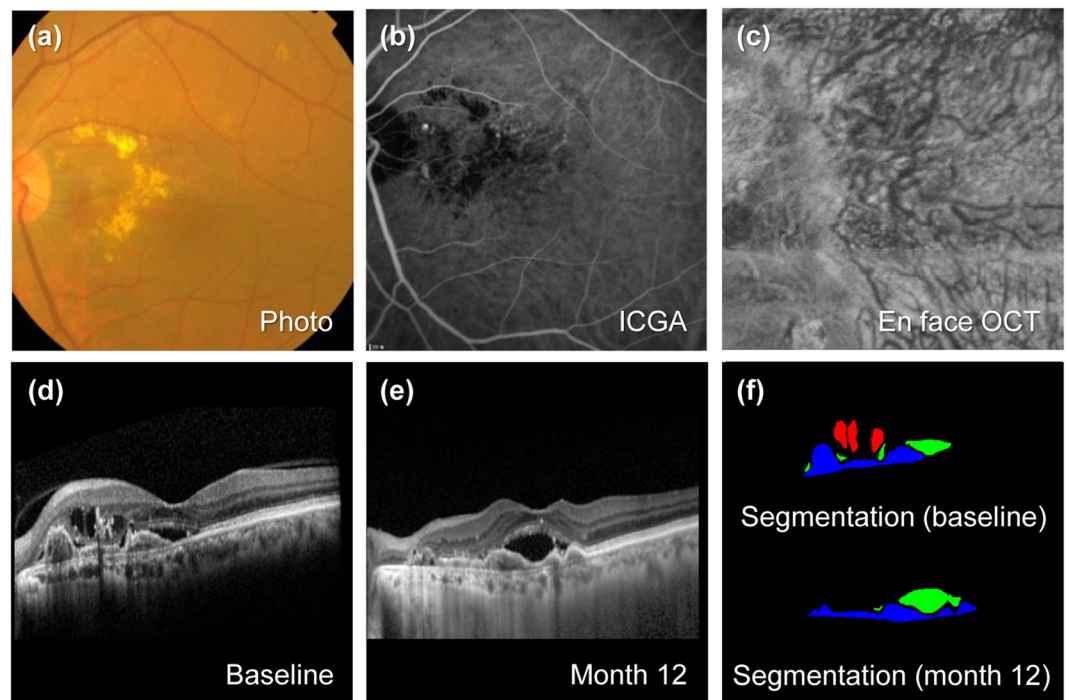 (a)
Photo
(b)
ICGA
(c)
En face OCT
(d)
Baseline
(e)
Month 12
(f)
Segmentation (baseline)
Segmentation (month 12)